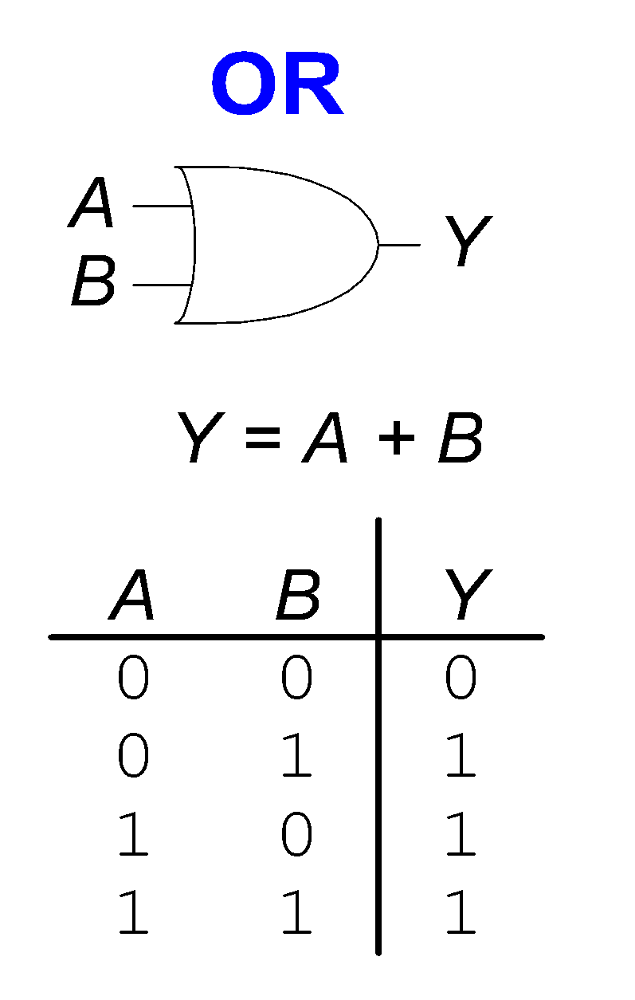 OR
A
B
Y
Y = A + B
A B Y
0 0 0
0 1 1
1 0 1
1 1 1